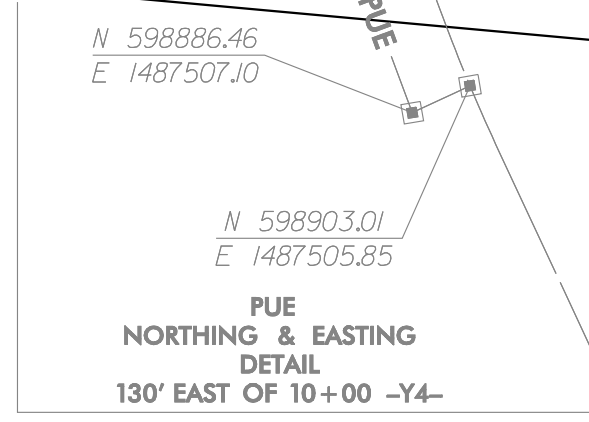 PUE
N 598886.46
E 1487507.10
N 598903.01
E 1487505.85
PUE
NORTHING & EASTING
DETAIL
130' EAST OF 10+00 -Y4-